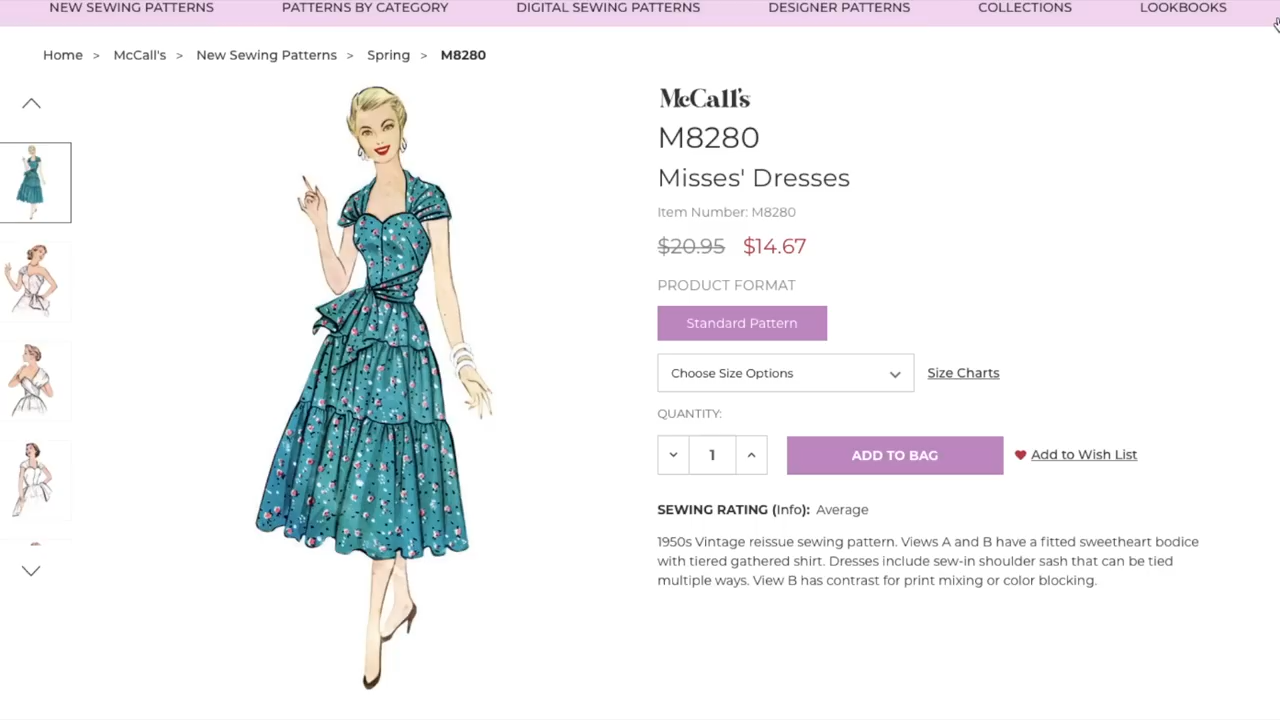 NEW SEWING PATTERNS PATTERNS BY CATEGORY DIGITAL SEWING PATTERNS DESIGNER PATTERNS COLLECTIONS LOOKBOOKS
Home > McCall's > New Sewing Patterns > Spring > M8280
McCall's
M8280
Misses' Dresses
Item Number: M8280
$20.95 $14.67
PRODUCT FORMAT
Standard Pattern
Choose Size Options Size Charts
QUANTITY:
1 ADD TO BAG Add to Wish List
SEWING RATING (Info): Average
1950s Vintage reissue sewing pattern. Views A and B have a fitted sweetheart bodice
with tiered gathered shirt. Dresses include sew-in shoulder sash that can be tied
multiple ways. View B has contrast for print mixing or color blocking.